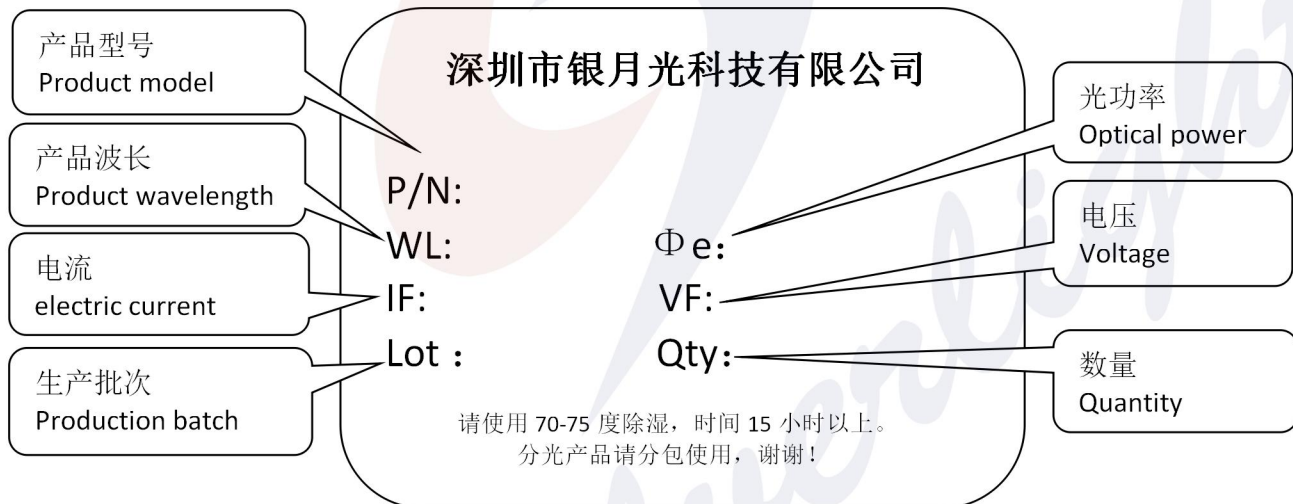 产品型号
Product model
产品波长
Product wavelength
电流
electric current
生产批次
Production batch
深圳市银月光科技有限公司
P/N:
WL:
Φe：
IF:
VF:
Lot：
Qty：
请使用 70-75 度除湿，时间 15 小时以上。
分光产品请分包使用，谢谢！
光功率
Optical power
电压
Voltage
数量
Quantity